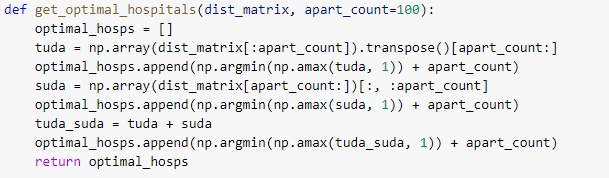 def get_optimal_hospitals(dist_matrix, apart_count=100):
    optimal_hosps = []
    tuda = np.array(dist_matrix[:apart_count]).transpose()[apart_count:]
    optimal_hosps.append(np.argmin(np.amax(tuda, 1)) + apart_count)
    suda = np.array(dist_matrix[apart_count:])[:, :apart_count]
    optimal_hosps.append(np.argmin(np.amax(suda, 1)) + apart_count)
    tuda_suda = tuda + suda
    optimal_hosps.append(np.argmin(np.amax(tuda_suda, 1)) + apart_count)
    return optimal_hosps